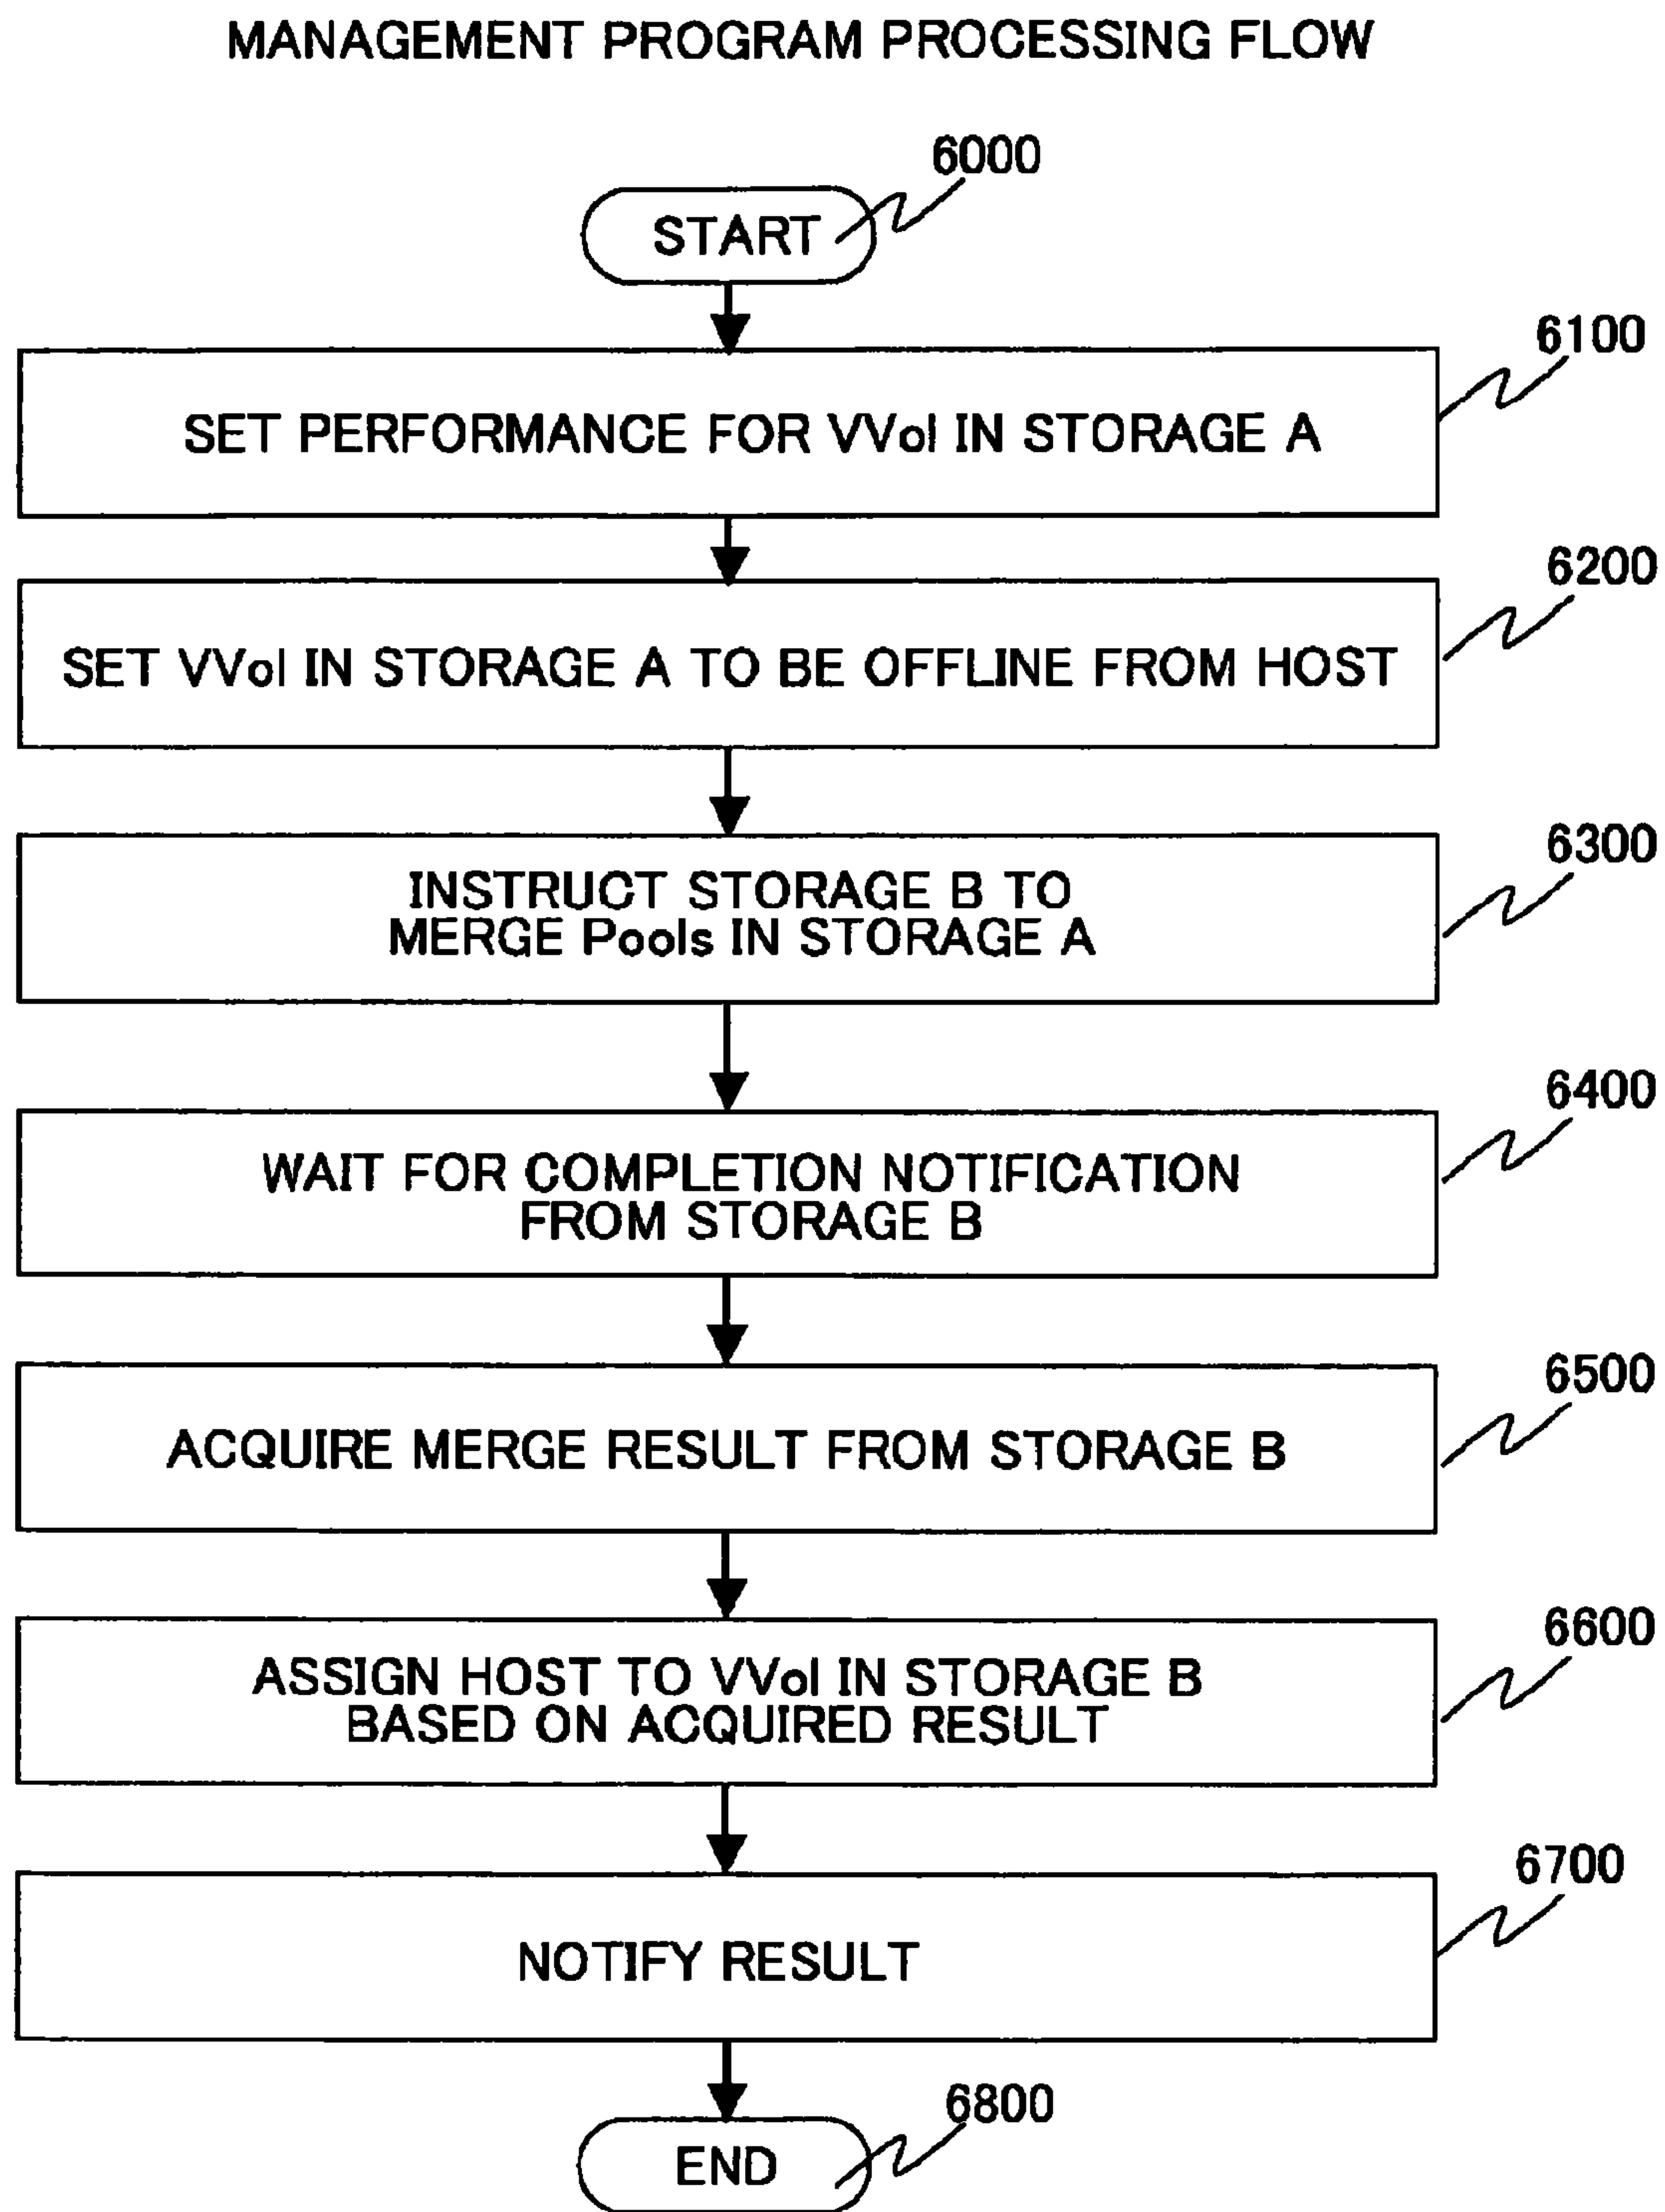 MANAGEMENT PROGRAM PROCESSING FLOW
6000
START
6100
SET PERFORMANCE FOR VVol IN STORAGE A
6200
SET VVol IN STORAGE A TO BE OFFLINE FROM HOST
6300
INSTRUCT STORAGE B TO
MERGE Pools IN STORAGE A
6400
WAIT FOR COMPLETION NOTIFICATION
FROM STORAGE B
6500
ACQUIRE MERGE RESULT FROM STORAGE B
6600
ASSIGN HOST TO VVol IN STORAGE B
BASED ON ACQUIRED RESULT
6700
NOTIFY RESULT
6800
END